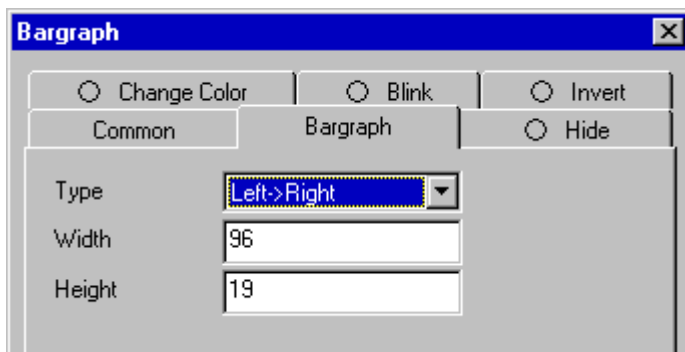 Bargraph
Change Color Blink Invert
Common Bargraph Hide
Type Left->Right
Width 96
Height 19